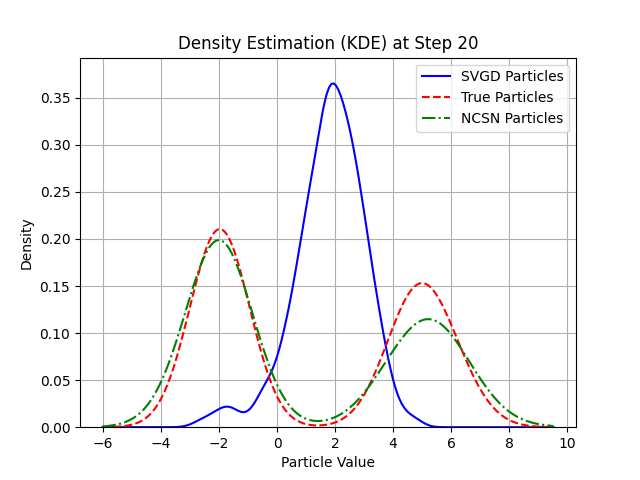 Density Estimation (KDE) at Step 20
SVGD Particles
True Particles
NCSN Particles
Density
0.35
0.30
0.25
0.20
0.15
0.10
0.05
0.00
−6 −4 −2 0 2 4 6 8 10
Particle Value